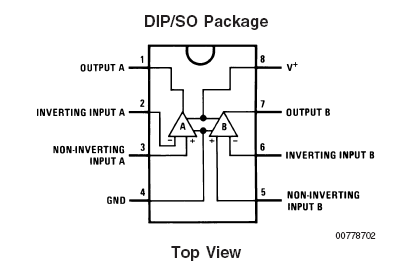 DIP/SO Package
1
8
OUTPUT A
V+
2
7
INVERTING INPUT A
A
B
OUTPUT B
- + + -
3
6
NON-INVERTING
INPUT A
INVERTING INPUT B
4
5
GND
NON-INVERTING
INPUT B
00778702
Top View